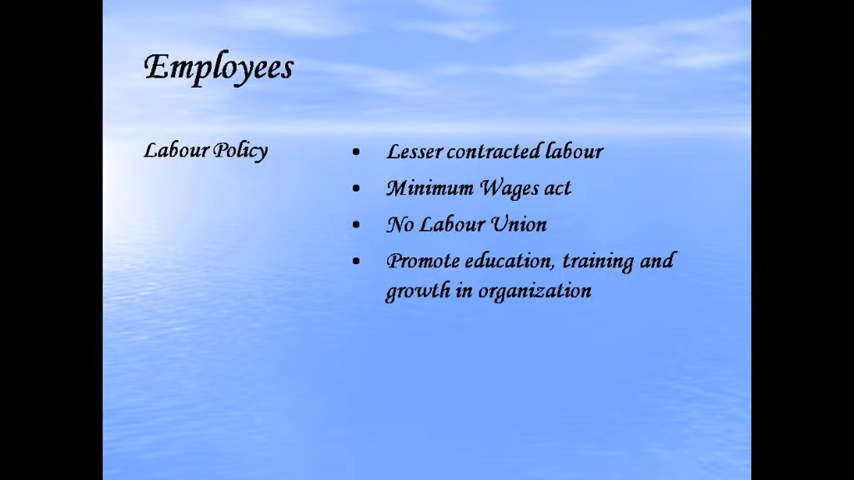 Employees
Labour Policy
• Lesser contracted labour
• Minimum Wages act
• No Labour Union
• Promote education, training and
growth in organization